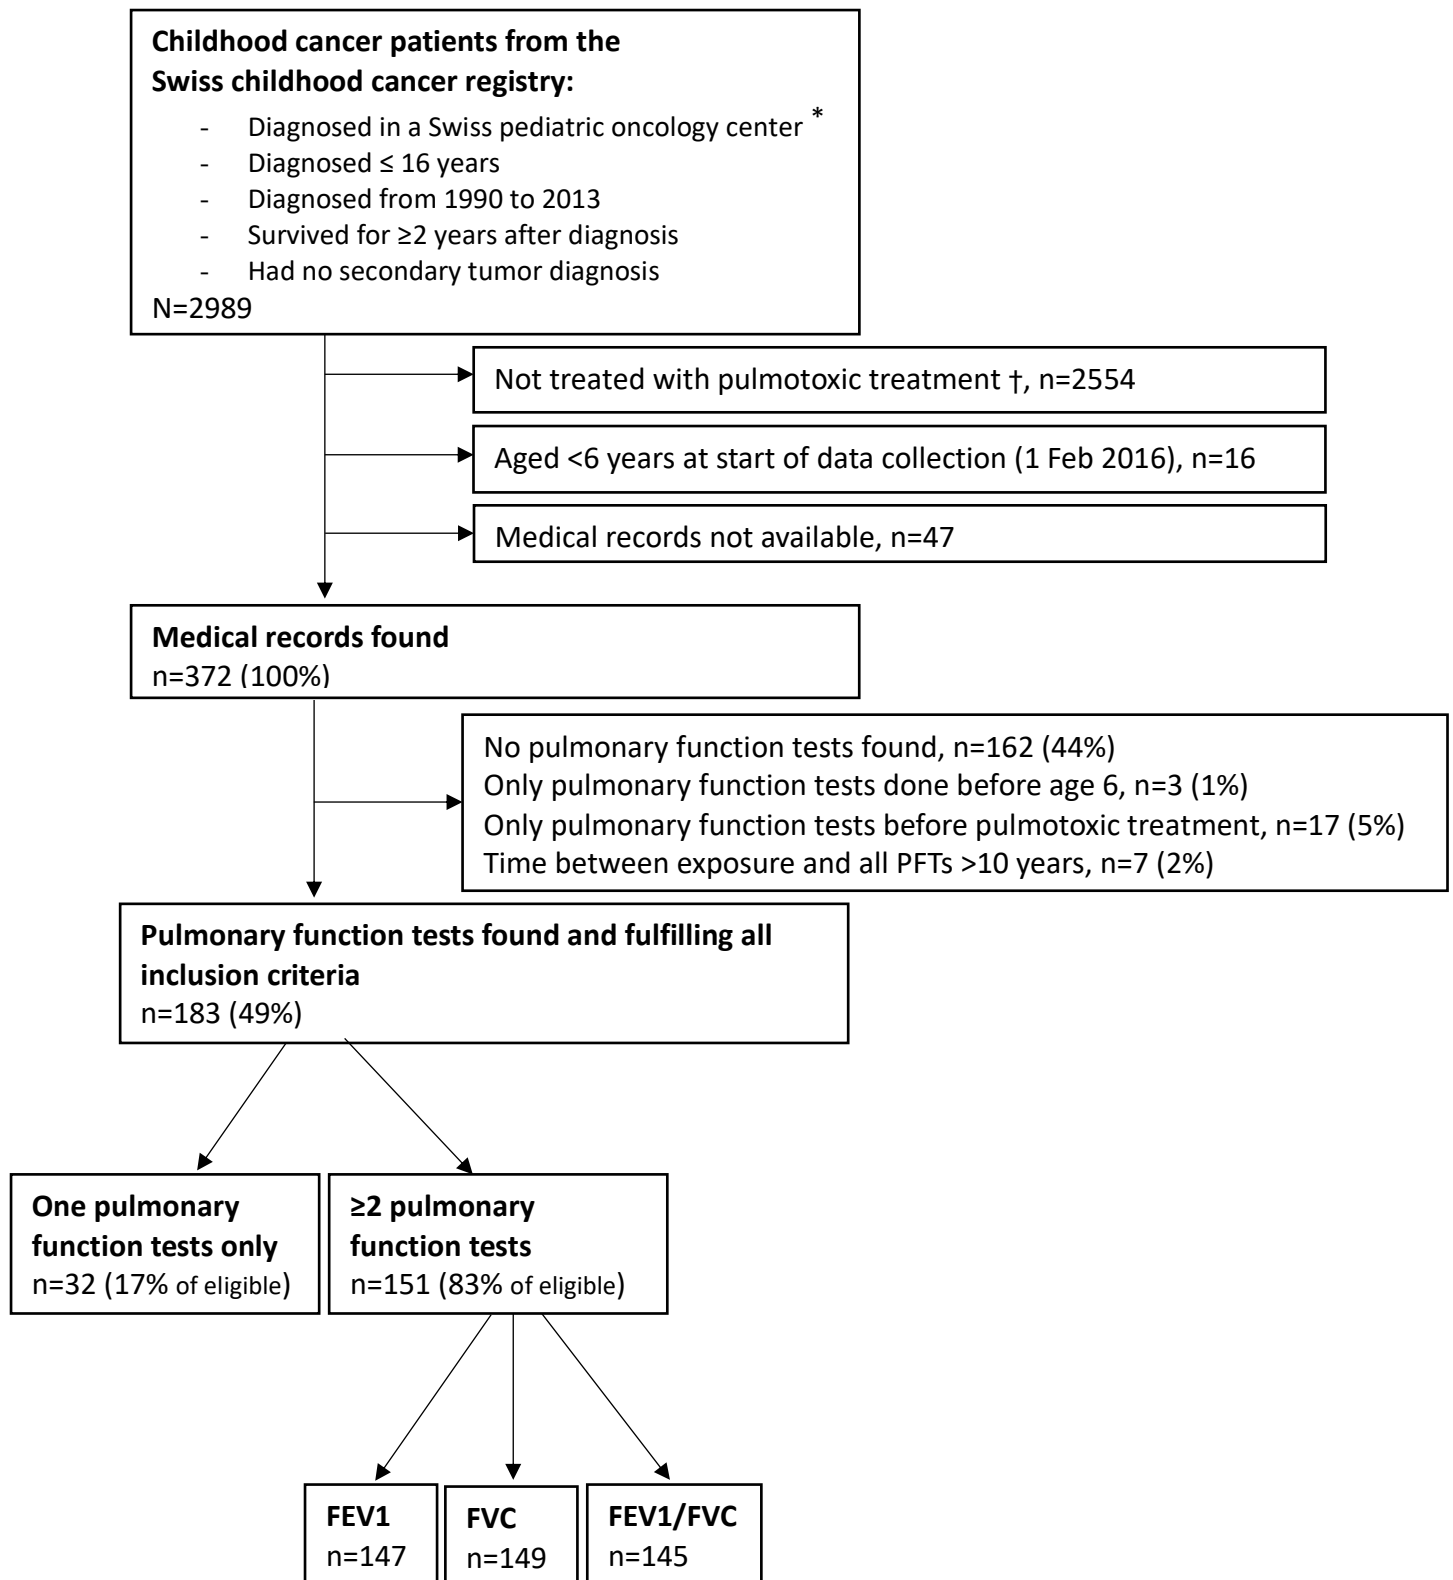 Childhood cancer patients from the
Swiss childhood cancer registry:
- Diagnosed in a Swiss pediatric oncology center *
- Diagnosed ≤ 16 years
- Diagnosed from 1990 to 2013
- Survived for ≥2 years after diagnosis
- Had no secondary tumor diagnosis
N=2989
Not treated with pulmotoxic treatment †, n=2554
Aged <6 years at start of data collection (1 Feb 2016), n=16
Medical records not available, n=47
Medical records found
n=372 (100%)
No pulmonary function tests found, n=162 (44%)
Only pulmonary function tests done before age 6, n=3 (1%)
Only pulmonary function tests before pulmotoxic treatment, n=17 (5%)
Time between exposure and all PFTs >10 years, n=7 (2%)
Pulmonary function tests found and fulfilling all
inclusion criteria
n=183 (49%)
One pulmonary
function tests only
n=32 (17% of eligible)
≥2 pulmonary
function tests
n=151 (83% of eligible)
FEV1
n=147
FVC
n=149
FEV1/FVC
n=145